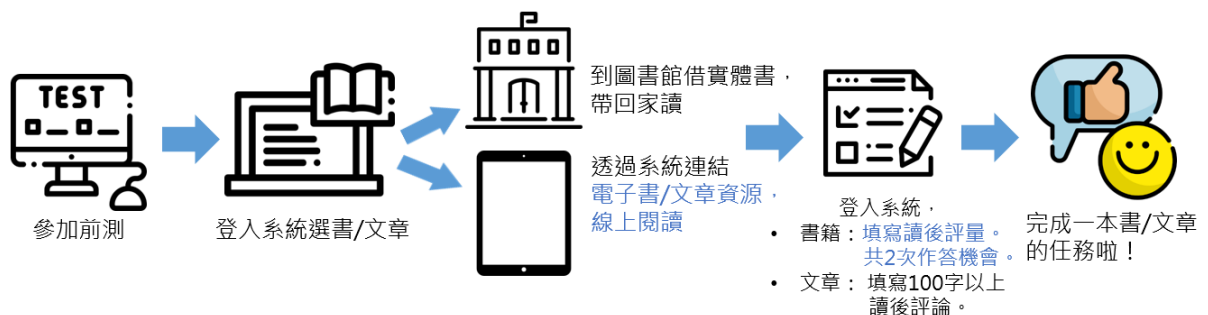 TEST
參加前測
登入系統選書/文章
到圖書館借實體書，
帶回家讀
透過系統連結
電子書/文章資源，
線上閱讀
登入系統，
• 書籍：填寫讀後評量。
共2次作答機會。
• 文章： 填寫100字以上
讀後評論。
完成一本書/文章
的任務啦！